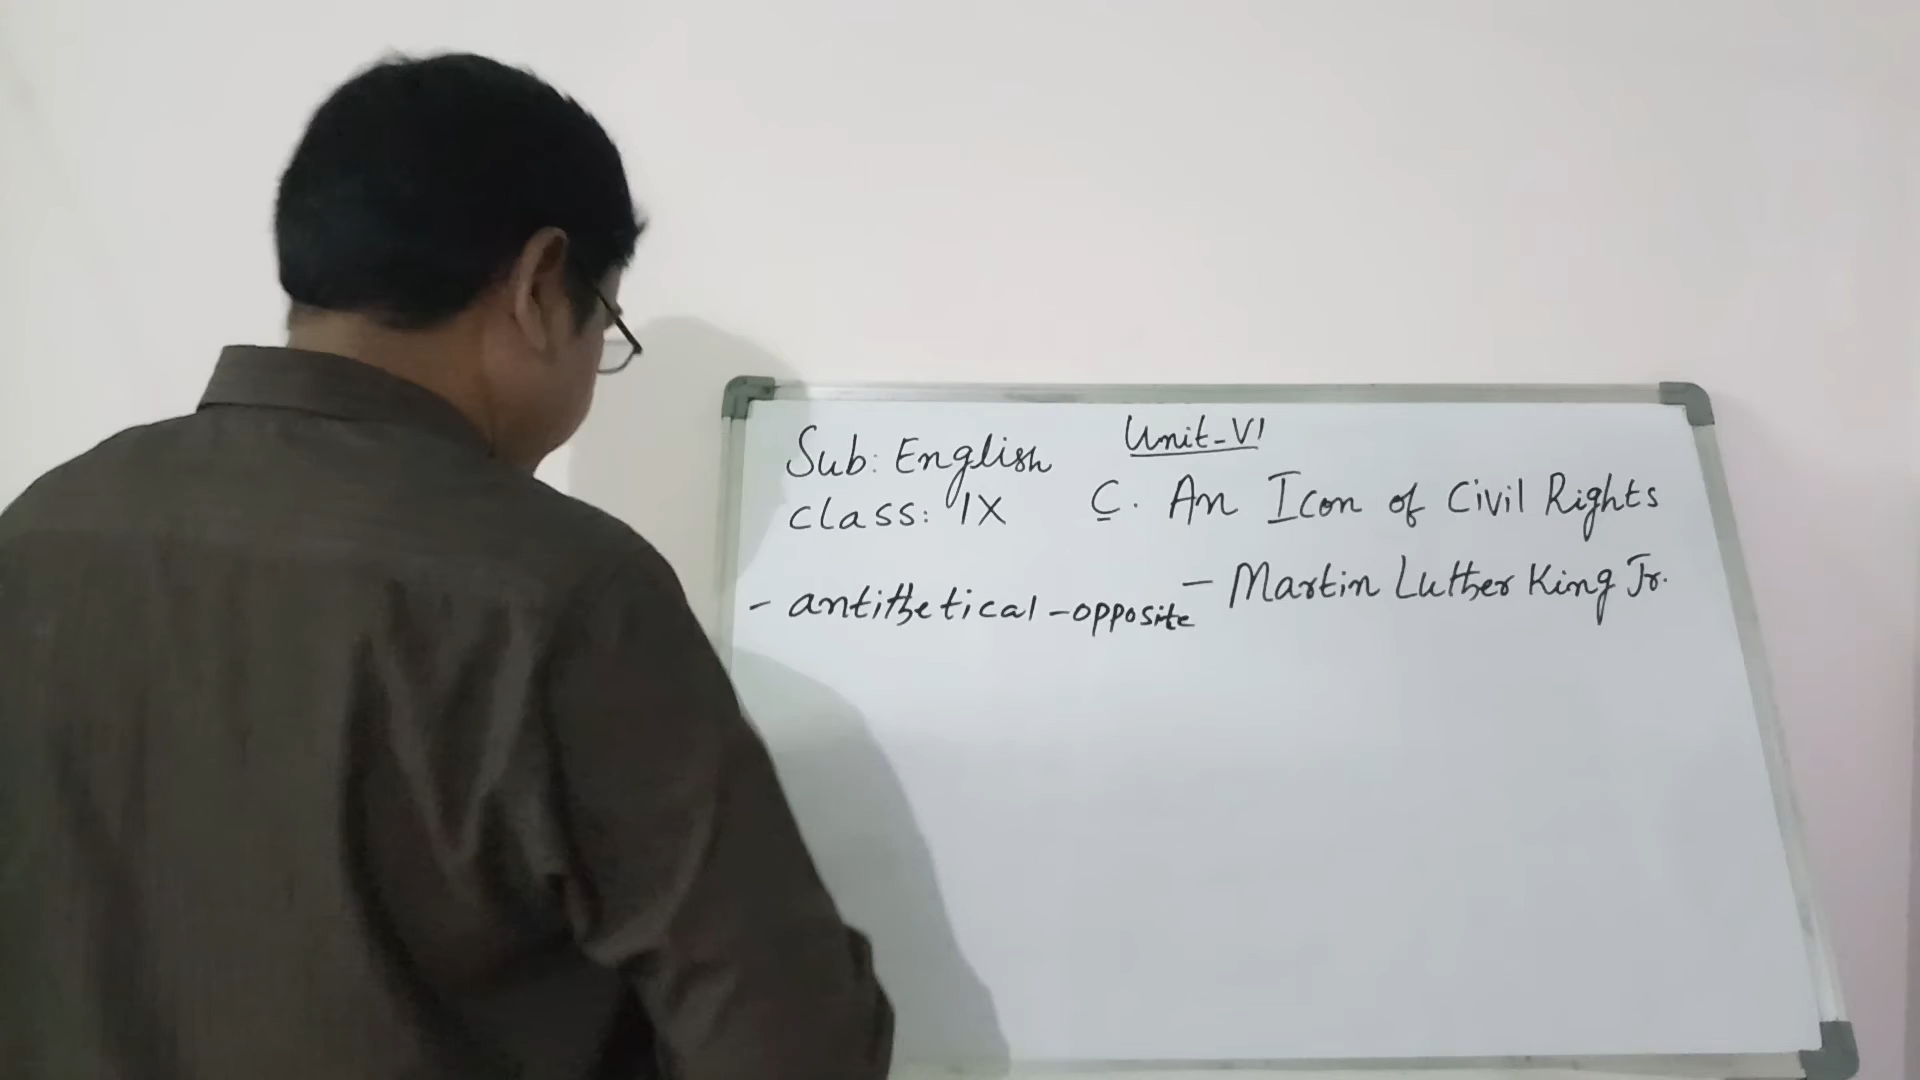 Sub: English
Unit-VI
class: IX
C. An Icon of Civil Rights
- Martin Luther King Jr.
- antithetical - opposite